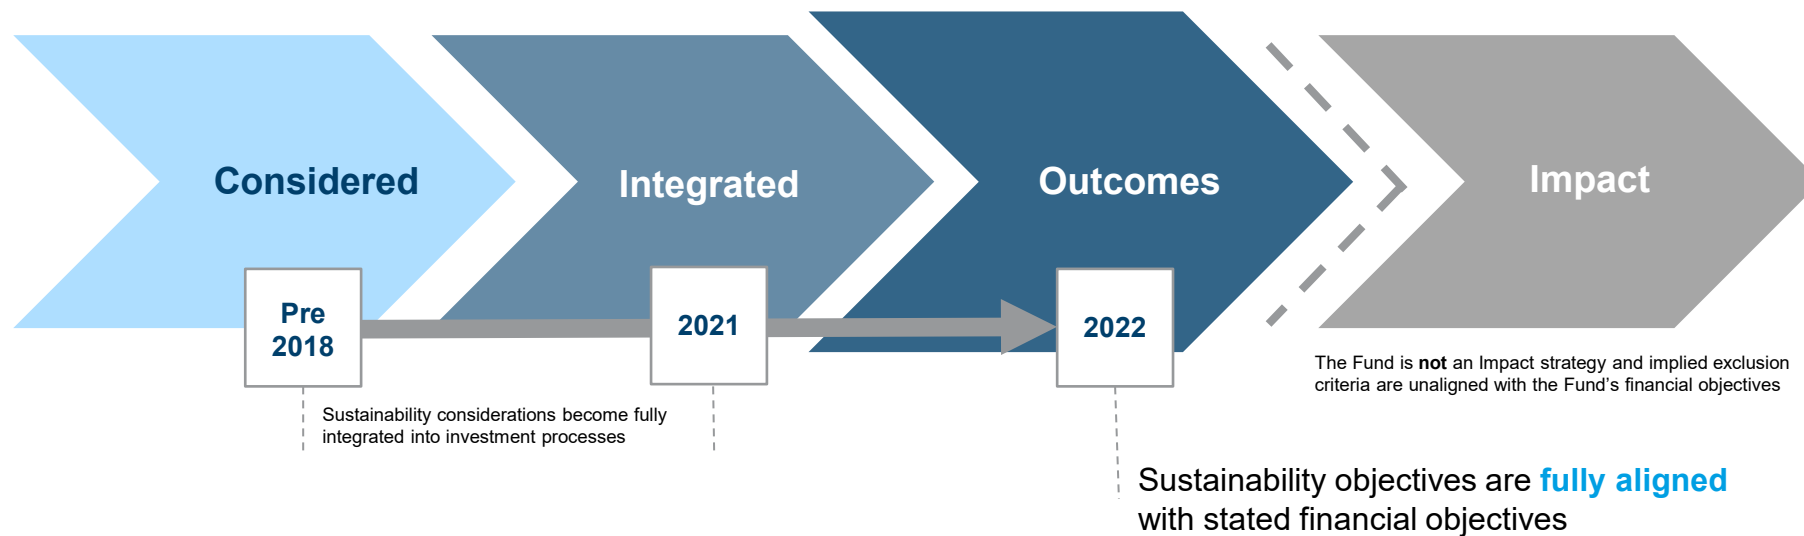 Considered
Integrated
Outcomes
Impact
Pre
2018
2021
2022
Sustainability considerations become fully
integrated into investment processes
The Fund is not an Impact strategy and implied exclusion
criteria are unaligned with the Fund’s financial objectives
Sustainability objectives are fully aligned
with stated financial objectives